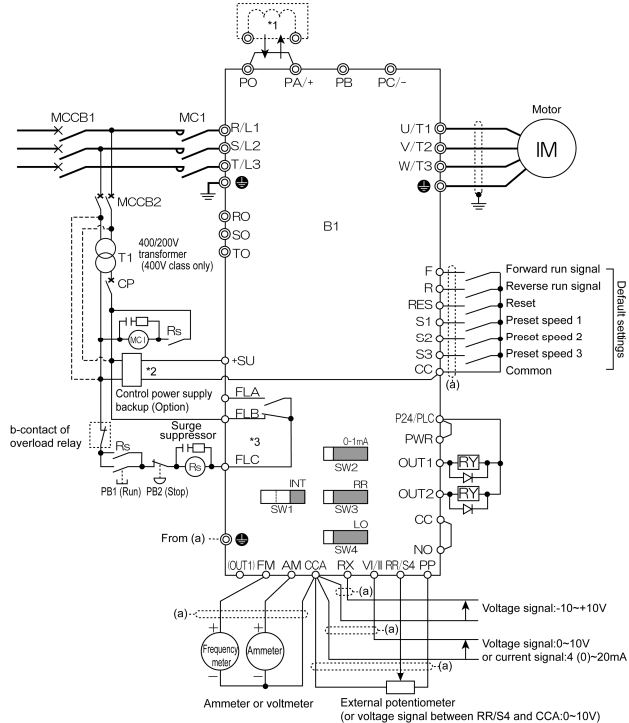 *1
PO
PA/+
PB
PC/-
MCCB1
MC1
R/L1
S/L2
T/L3
U/T1
V/T2
W/T3
Motor
IM
MCCB2
RO
SO
TO
B1
400/200V
transformer
(400V class only)
T1
CP
F
Forward run signal
R
Reverse run signal
RES
Reset
S1
Preset speed 1
S2
Preset speed 2
S3
Preset speed 3
CC
Common
Default settings
(a)
MC1
Rs
+SU
*2
Control power supply
backup (Option)
FLA
FLB
FLC
*3
b-contact of
overload relay
Rs
Surge
suppressor
Rs
PB1 (Run)
PB2 (Stop)
P24/PLC
PWR
OUT1
RY
OUT2
RY
CC
NO
0-1mA
SW2
INT
SW1
RR
SW3
LO
SW4
From (a)
(OUT1)
FM
AM
CCA
RX
VI/II
RR/S4
PP
(a)
Voltage signal:-10~+10V
(a)
(a)
Voltage signal:0~10V
or current signal:4 (0)~20mA
(a)
+
Frequency
meter
−
+
Ammeter
−
Ammeter or voltmeter
External potentiometer
(or voltage signal between RR/S4 and CCA:0~10V)